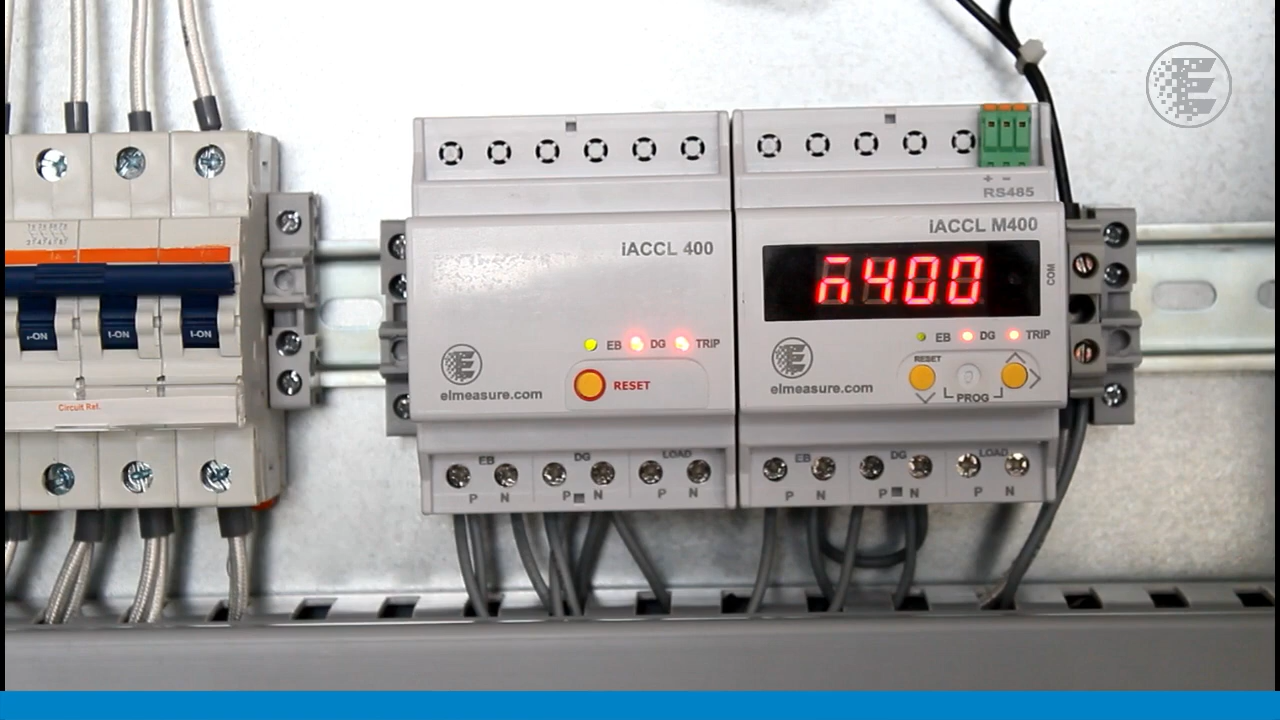 RS485
+ -
iACCL 400
iACCL M400
M400
COM
EB DG TRIP
EB DG TRIP
RESET
RESET
PROG
elmeasure.com
elmeasure.com
I-ON
I-ON
I-ON
Circuit Ref.
EB DG LOAD
P N P N P N
EB DG LOAD
P N P N P N